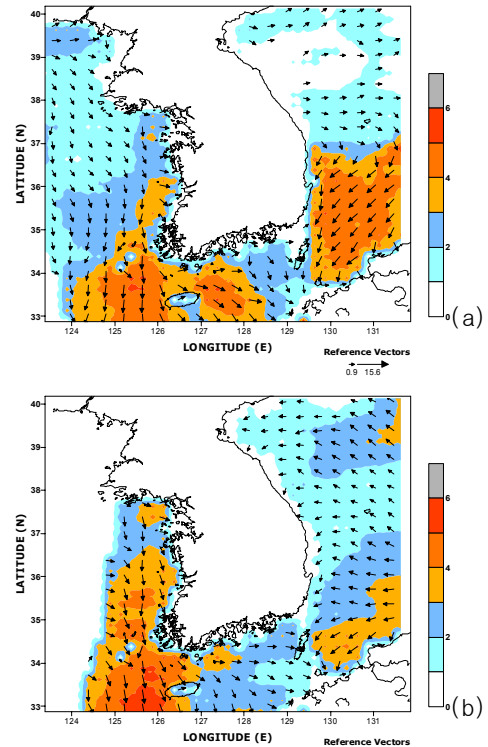 40
39
38
37
36
35
34
33
LATITUDE (N)
124 125 126 127 128 129 130 131
LONGITUDE (E)
6
4
2
0
(a)
Reference Vectors
0.9 15.6
40
39
38
37
36
35
34
33
LATITUDE (N)
124 125 126 127 128 129 130 131
LONGITUDE (E)
6
4
2
0
(b)
Reference Vectors